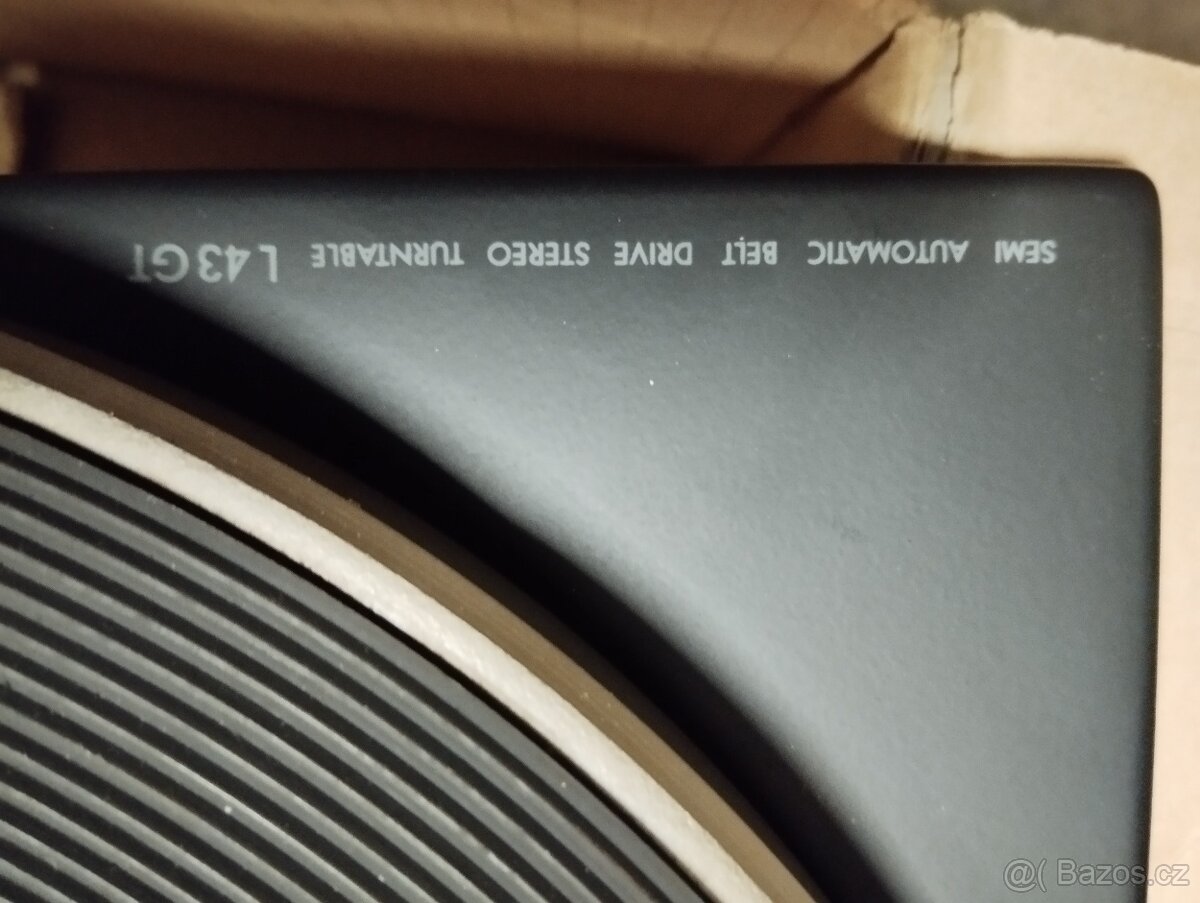 SEMI AUTOMATIC BELT DRIVE STEREO TURNTABLE L43GT
@( Bazos.cz